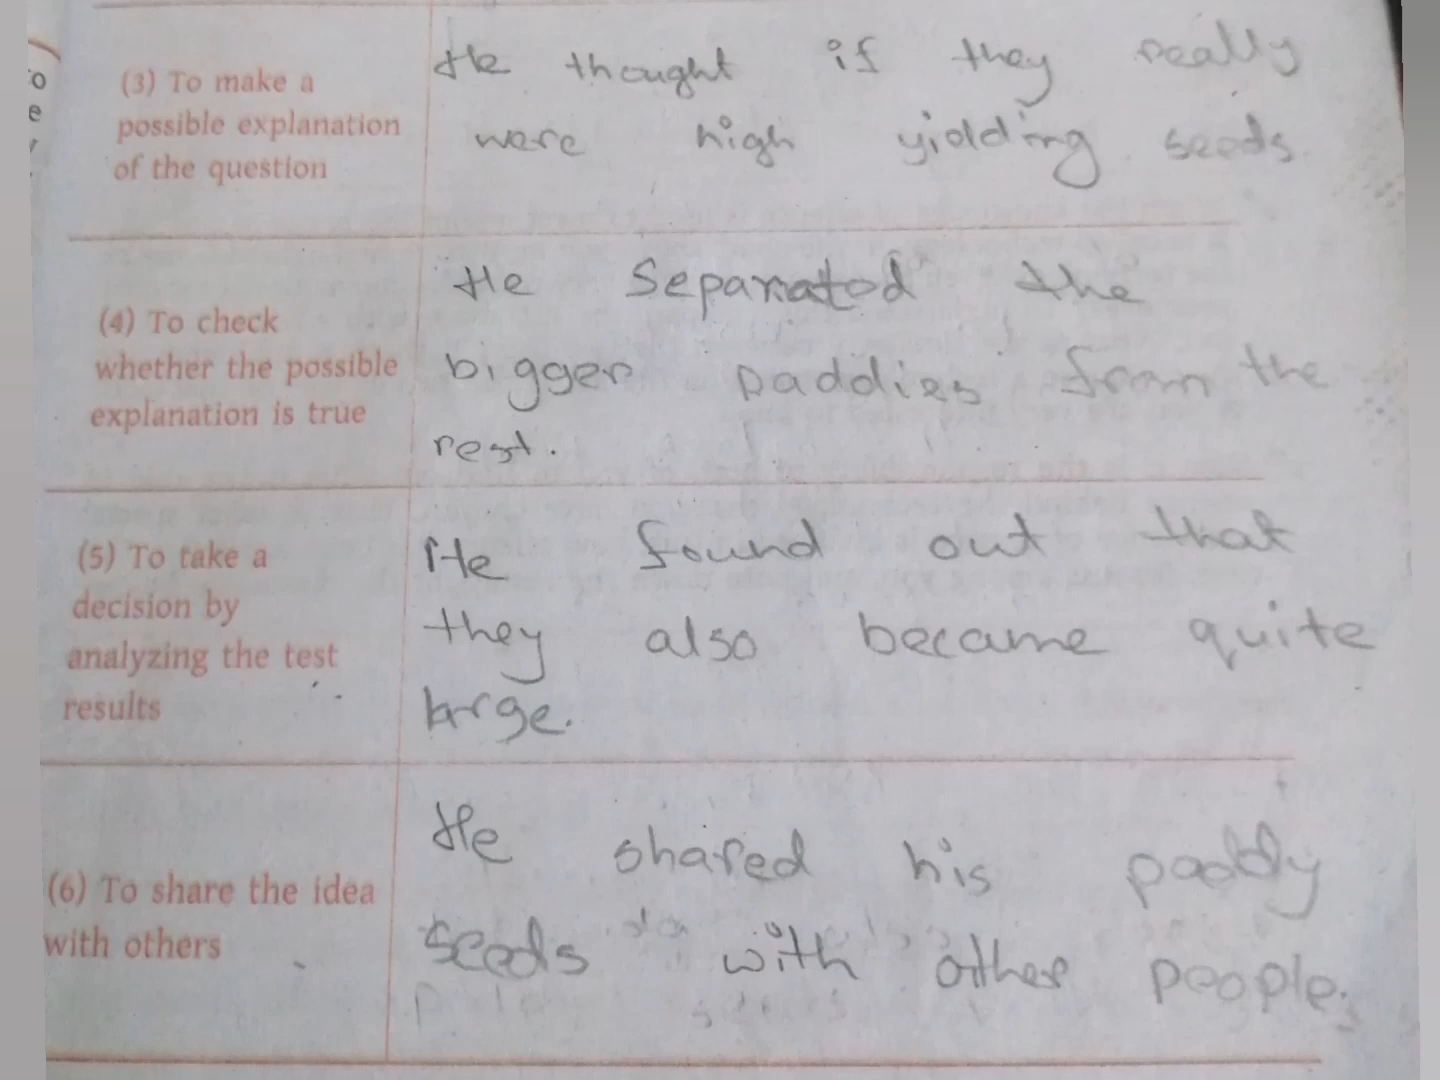 (3) To make a
possible explanation
of the question
He thought if they really
were high yidding seeds.
(4) To check
whether the possible
explanation is true
He separated the
bigger paddies from the
rest.
(5) To take a
decision by
analyzing the test
results
He found out that
they also became quite
large.
(6) To share the idea
with others
He shared his paddy
seeds with other people.